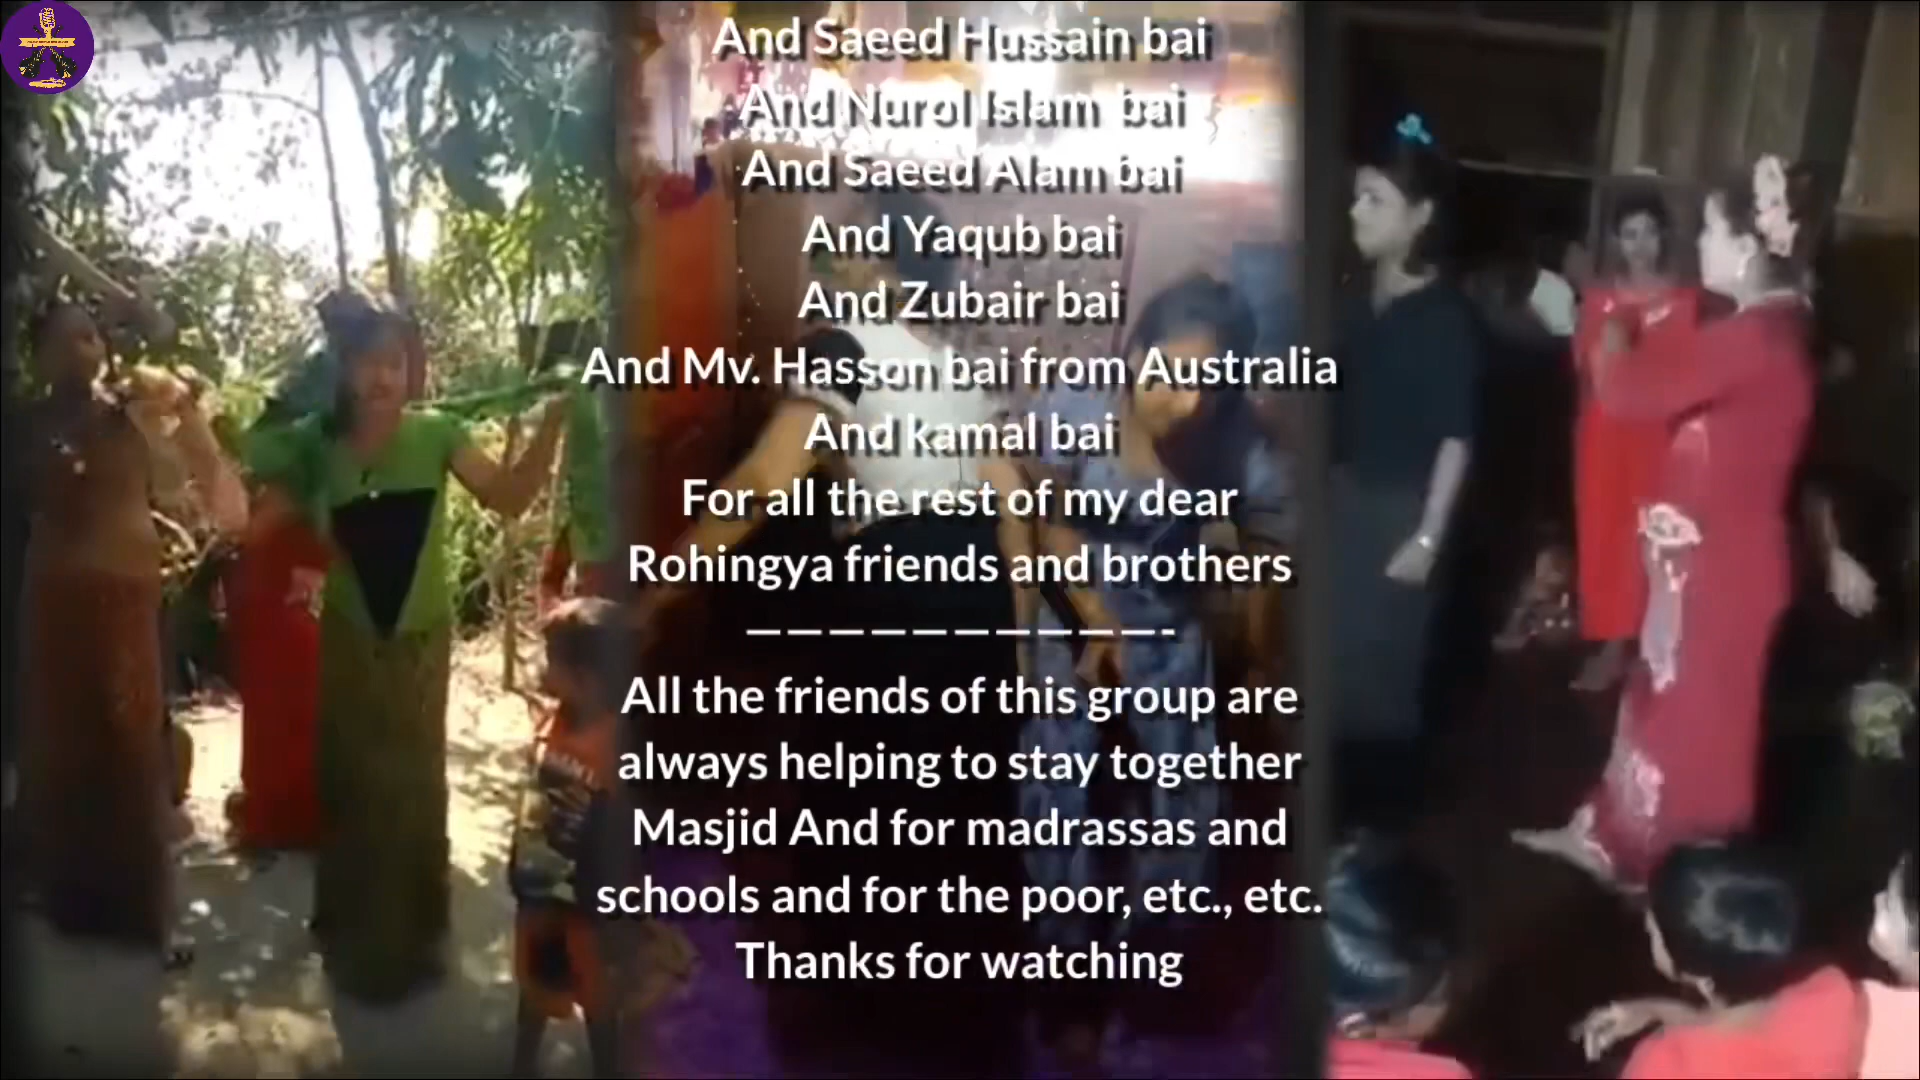 And Saeed Hussain bai
And Nurol Islam bai
And Saeed Alam bai
And Yaqub bai
And Zubair bai
And Mv. Hasson bai from Australia
And kamal bai
For all the rest of my dear
Rohingya friends and brothers
———————————-
All the friends of this group are
always helping to stay together
Masjid And for madrassas and
schools and for the poor, etc., etc.
Thanks for watching